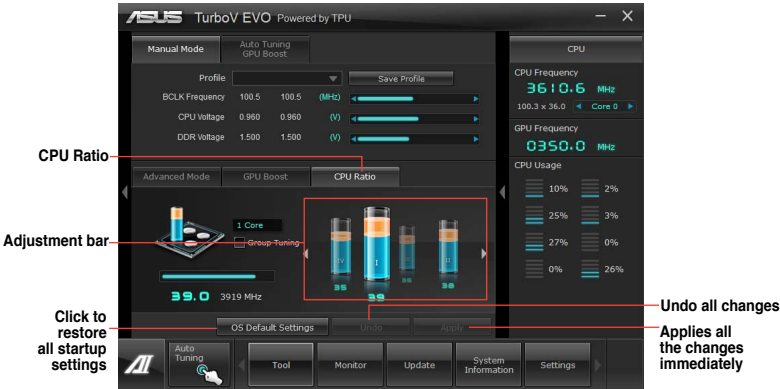 ASUS TurboV EVO Powered by TPU
Manual Mode
Auto Tuning
GPU Boost
CPU
Profile
Save Profile
BCLK Frequency 100.5 100.5 (MHz)
CPU Voltage 0.960 0.960 (V)
DDR Voltage 1.500 1.500 (V)
CPU Frequency
3610.6 MHz
100.3 x 36.0 Core 0
GPU Frequency
0350.0 MHz
CPU Usage
10% 2%
25% 3%
27% 0%
0% 26%
CPU Ratio
Advanced Mode GPU Boost CPU Ratio
Adjustment bar
1 Core
Group Tuning
39.0 3919 MHz
IV
I
II
35
39
38
Click to
restore
all startup
settings
OS Default Settings Undo Apply
Undo all changes
Applies all
the changes
immediately
AI
Auto
Tuning
Tool Monitor Update System
Information Settings